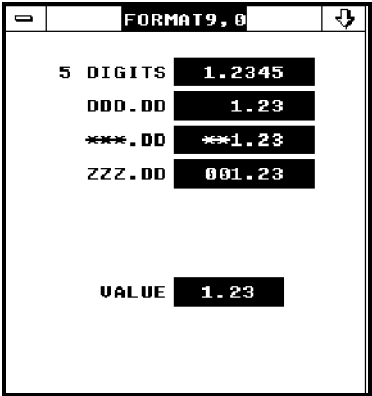 FORMAT9,0
5 DIGITS 1.2345
DDD.DD 1.23
***.DD **1.23
ZZZ.DD 001.23
VALUE 1.23